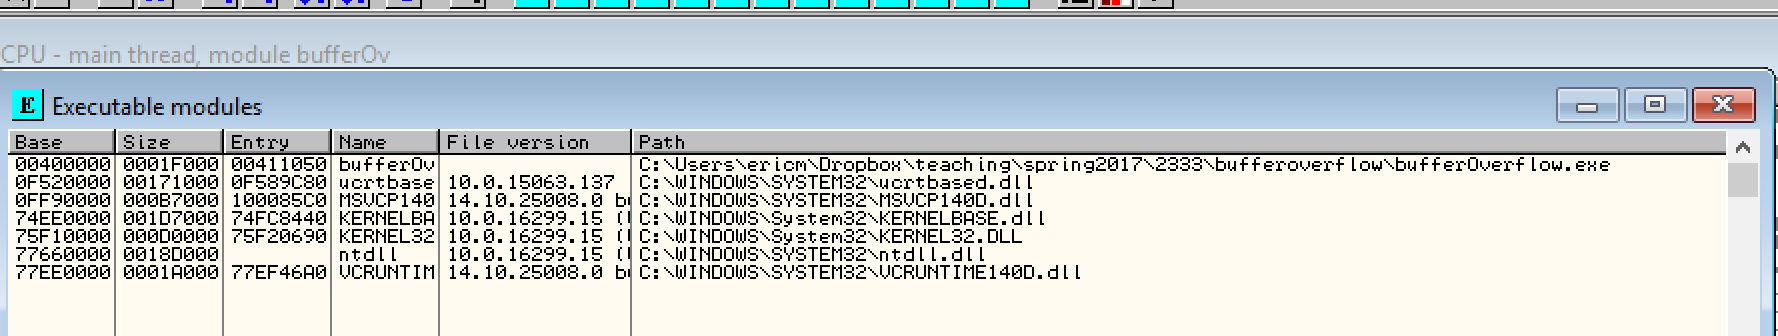 CPU - main thread, module bufferOv
E Executable modules
Base Size Entry Name File version Path
00400000 0001F000 00411050 bufferOv C:\Users\ericm\Dropbox\teaching\spring2017\2333\bufferoverflow\bufferOverflow.exe
0F520000 00171000 0F589C80 ucrtbase 10.0.15063.137 C:\WINDOWS\SYSTEM32\ucrtbased.dll
0FF90000 000B7000 100085C0 MSVCP140 14.10.25008.0 bu C:\WINDOWS\SYSTEM32\MSVCP140D.dll
74EE0000 001D7000 74FC8440 KERNELBA 10.0.16299.15 ( C:\WINDOWS\System32\KERNELBASE.dll
75F10000 000D0000 75F20690 KERNEL32 10.0.16299.15 ( C:\WINDOWS\System32\KERNEL32.DLL
77660000 0018D000 ntdll 10.0.16299.15 ( C:\WINDOWS\SYSTEM32\ntdll.dll
77EE0000 0001A000 77EF46A0 VCRUNTIM 14.10.25008.0 bu C:\WINDOWS\SYSTEM32\VCRUNTIME140D.dll